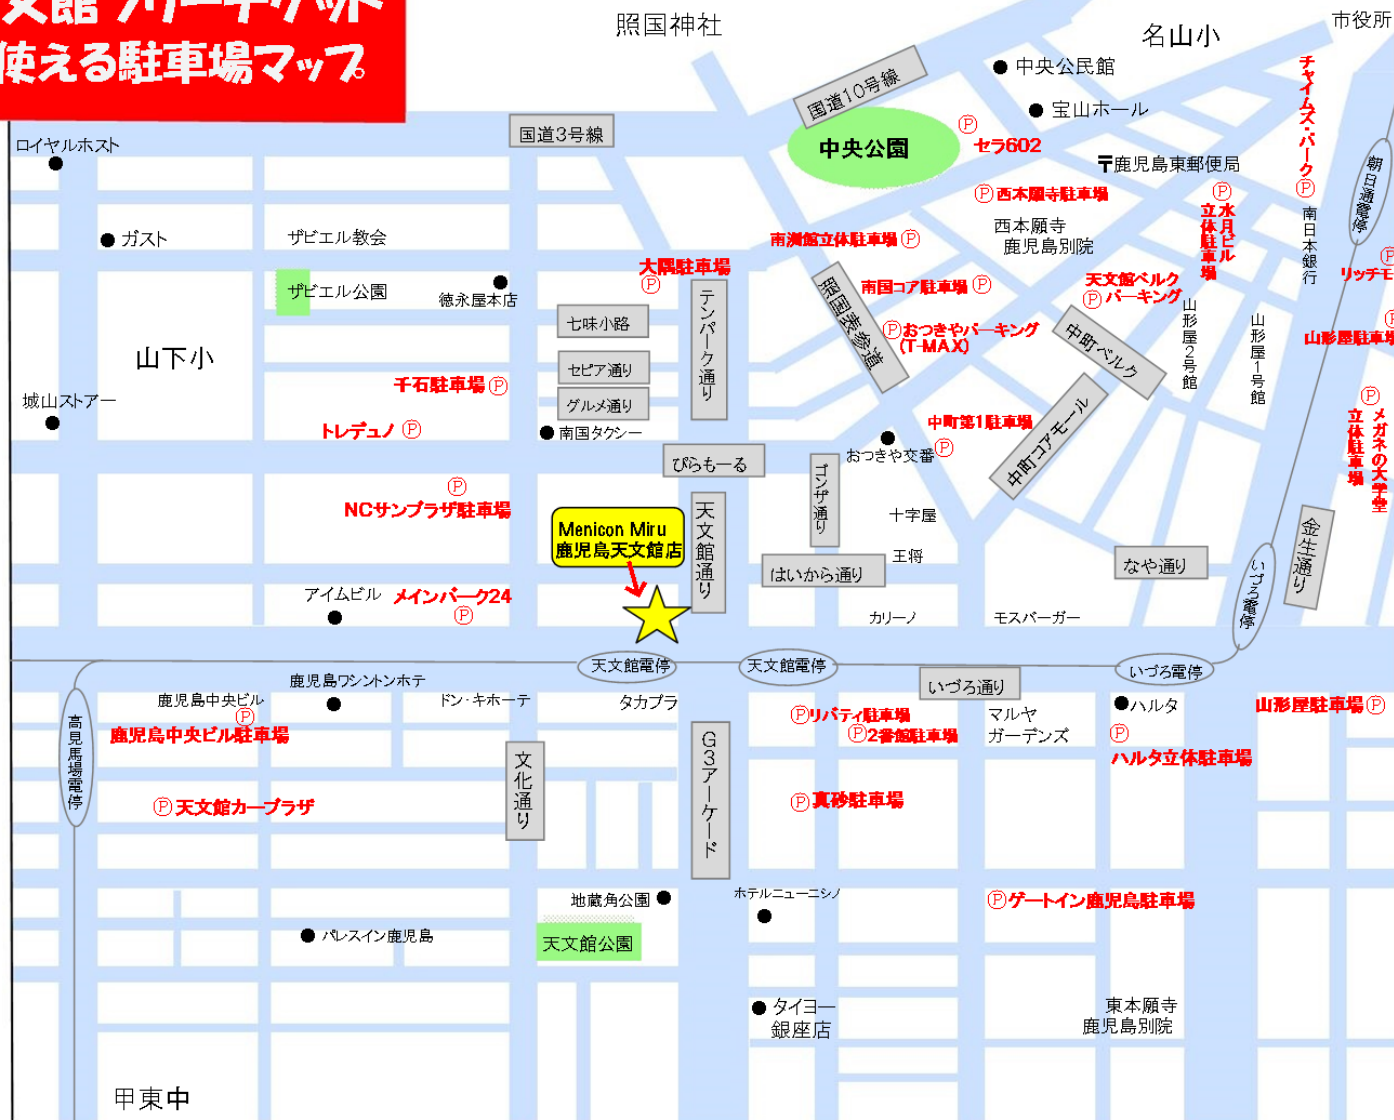 文館 フリーチケット
使える駐車場マップ
照国神社
名山小
市役所
国道10号線
中央公民館
宝山ホール
チャイムズ・パーク
Ⓟ
国道3号線
中央公園
Ⓟ
セラ602
〒鹿児島東郵便局
朝日通電停
ロイヤルホスト
Ⓟ西本願寺駐車場
Ⓟ
水月ビル
立体駐車場
南日本銀行
西本願寺
鹿児島別院
ガスト
ザビエル教会
南洲館立体駐車場Ⓟ
Ⓟ
リッチモ
大隅駐車場
Ⓟ
ザビエル公園
徳永屋本店
テンパーク通り
照国表参道
南国コア駐車場Ⓟ
天文館ベルク
Ⓟパーキング
山形屋2号館
山形屋1号館
Ⓟ
山形屋駐車場
七味小路
Ⓟおつきやパーキング
(T-MAX)
中町ベルク
山下小
セピア通り
千石駐車場Ⓟ
グルメ通り
城山ストアー
Ⓟ
メガネの大学堂
立体駐車場
トレデュノⓅ
南国タクシー
中町第1駐車場
Ⓟ
中町コアモール
おつきや交番
ぴらもーる
ゴンザ通り
Ⓟ
NCサンプラザ駐車場
天文館通り
Menicon Miru
鹿児島天文館店
十字屋
金生通り
王将
はいから通り
なや通り
いづろ電停
アイムビル
メインパーク24
Ⓟ
カリーノ
モスバーガー
天文館電停
天文館電停
いづろ電停
鹿児島ワシントンホテ
いづろ通り
鹿児島中央ビル
Ⓟ
鹿児島中央ビル駐車場
ドン・キホーテ
タカプラ
高見馬場電停
Ⓟリバティ駐車場
Ⓟ2番館駐車場
マルヤ
ガーデンズ
ハルタ
Ⓟ
ハルタ立体駐車場
山形屋駐車場Ⓟ
文化通り
G3アーケード
Ⓟ天文館カープラザ
Ⓟ真砂駐車場
地蔵角公園
ホテルニューニシノ
Ⓟゲートイン鹿児島駐車場
パレスイン鹿児島
天文館公園
タイヨー
銀座店
東本願寺
鹿児島別院
甲東中